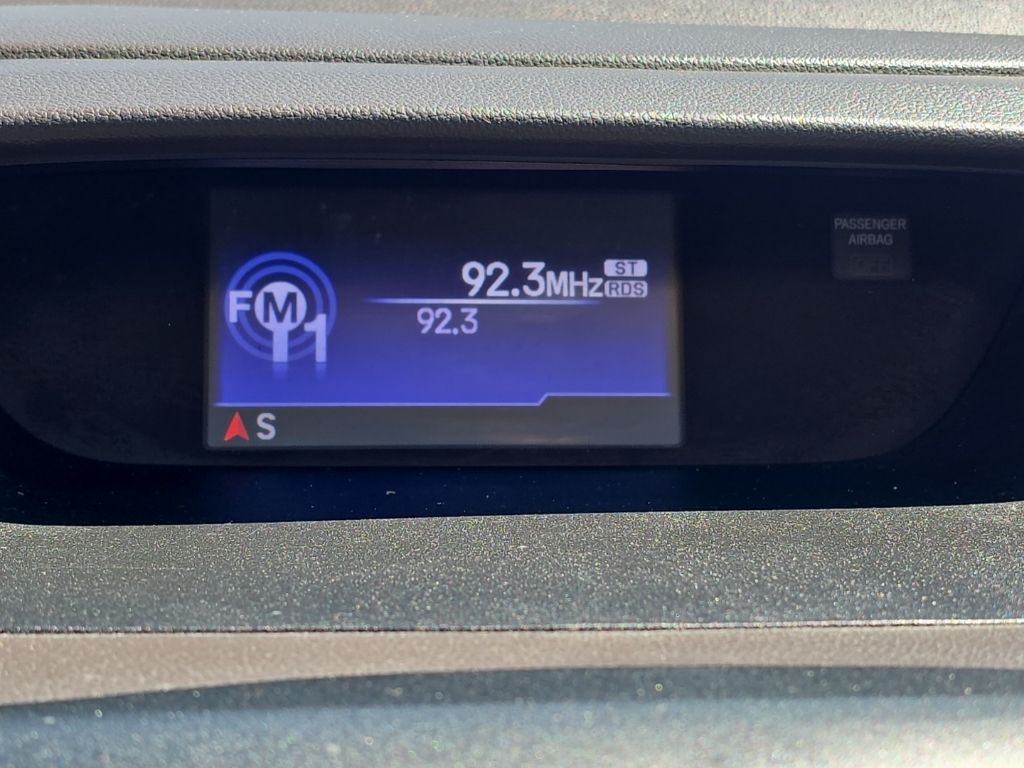 FM1
92.3MHz
ST
RDS
92.3
S
PASSENGER
AIRBAG